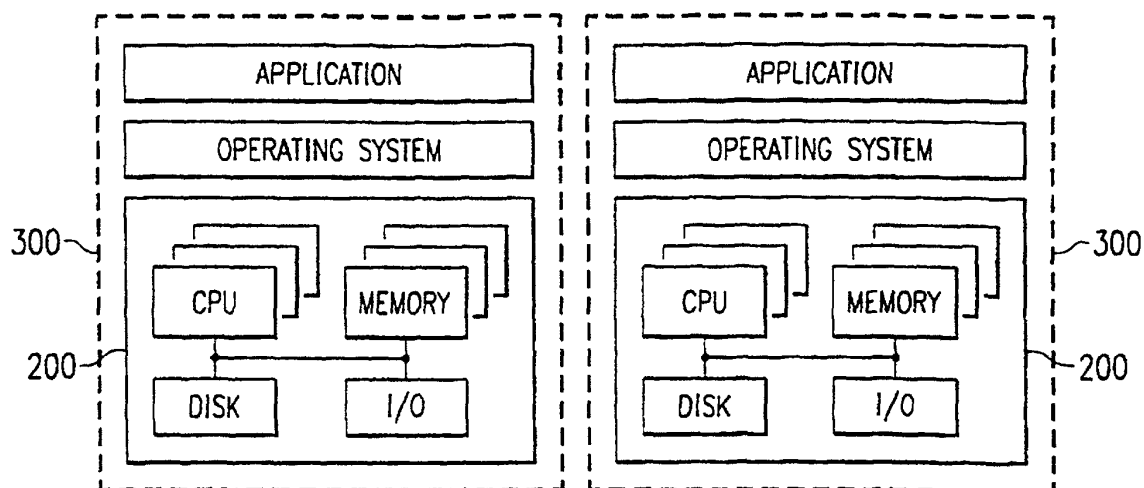 APPLICATION APPLICATION
OPERATING SYSTEM OPERATING SYSTEM
300 CPU MEMORY CPU MEMORY 300
200 DISK I/O DISK I/O 200